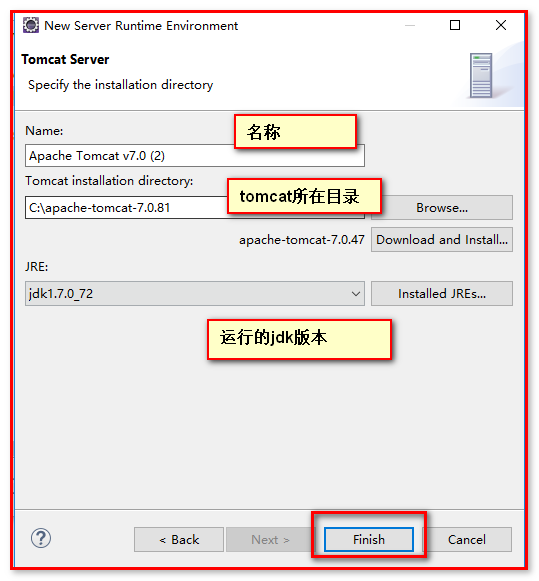 New Server Runtime Environment
Tomcat Server
Specify the installation directory
Name:
名称
Apache Tomcat v7.0 (2)
Tomcat installation directory:
tomcat所在目录
C:\apache-tomcat-7.0.81
Browse...
apache-tomcat-7.0.47
Download and Install...
JRE:
jdk1.7.0_72
Installed JREs...
运行的jdk版本
?
< Back
Next >
Finish
Cancel